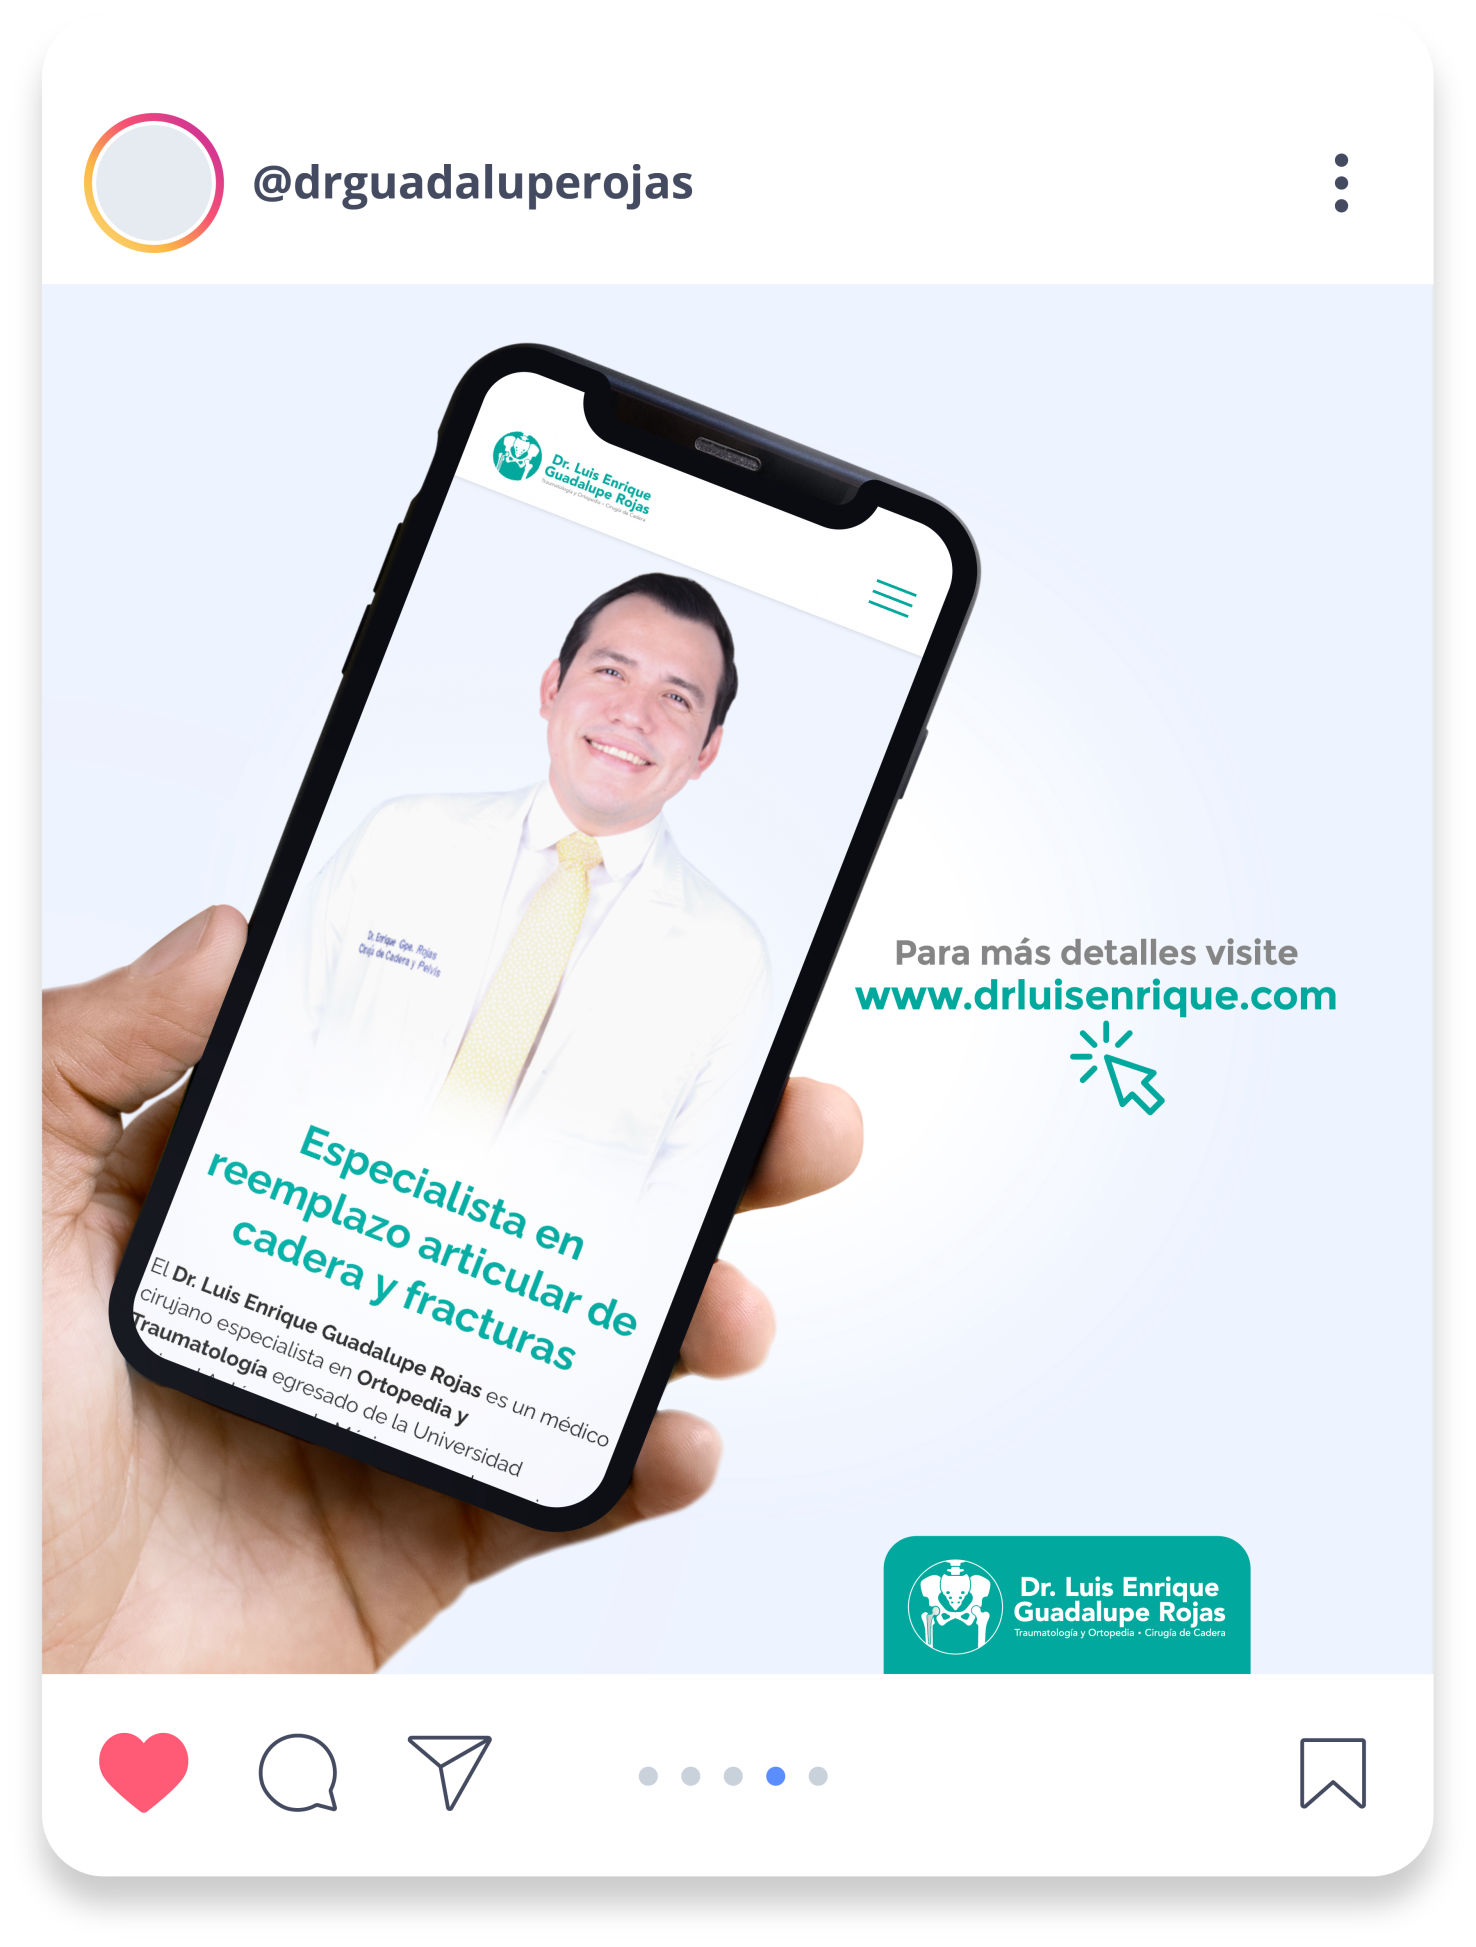 @drguadaluperojas
Dr. Luis Enrique
Guadalupe Rojas
Traumatología y Ortopedia • Cirugía de Cadera
Dr. Enrique Gpe. Rojas
Cirugía de Cadera y Pelvis
Especialista en
reemplazo articular de
cadera y fracturas
El Dr. Luis Enrique Guadalupe Rojas es un médico
cirujano especialista en Ortopedia y
Traumatología egresado de la Universidad
Para más detalles visite
www.drluisenrique.com
Dr. Luis Enrique
Guadalupe Rojas
Traumatología y Ortopedia • Cirugía de Cadera